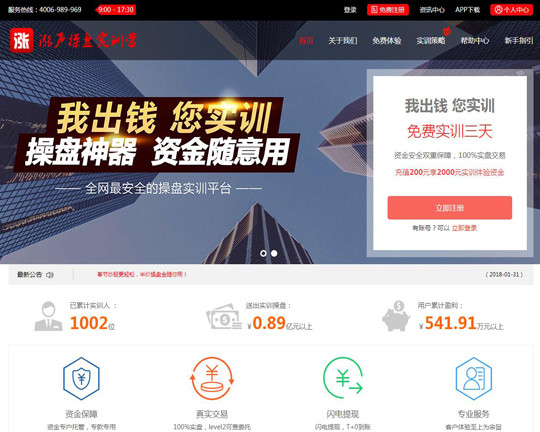 服务热线：4006-989-969
9:00 - 17:30
登录
免费注册
资讯中心
APP下载
个人中心
涨
涨声操盘实训营
首页
关于我们
免费体验
实训策略
帮助中心
新手指引
我出钱 您实训
操盘神器 资金随意用
全网最安全的操盘实训平台
我出钱 您实训
免费实训三天
资金安全双重保障，100%实盘交易
充值200元享2000元实训体验资金
立即注册
有账号？可以 立即登录
最新公告
春节炒股更轻松，半价操盘金随你用！
（2018-01-31）
已累计实训人：
1002位
送出实训操盘：
¥ 0.89亿元以上
用户累计盈利：
¥ 541.91万元以上
资金保障
资金专户托管，专款专用
真实交易
100%实盘，level2可查委托
闪电提现
闪电提现，T+0到账
专业服务
客户体验至上为宗旨